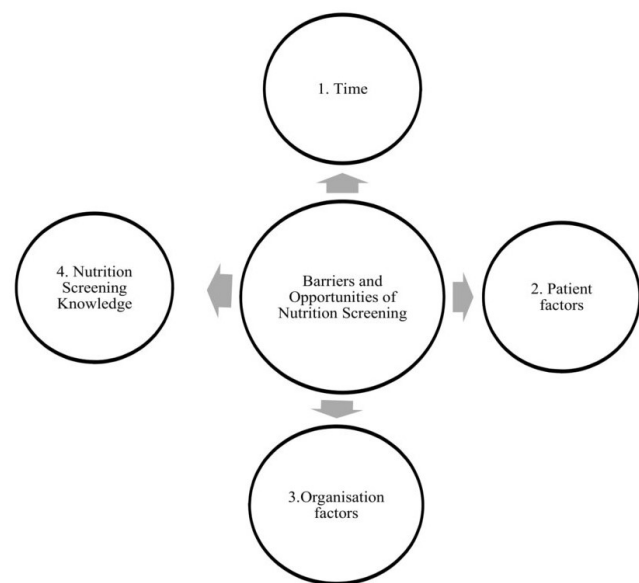 1. Time
4. Nutrition
Screening
Knowledge
Barriers and
Opportunities of
Nutrition Screening
2. Patient
factors
3.Organisation
factors